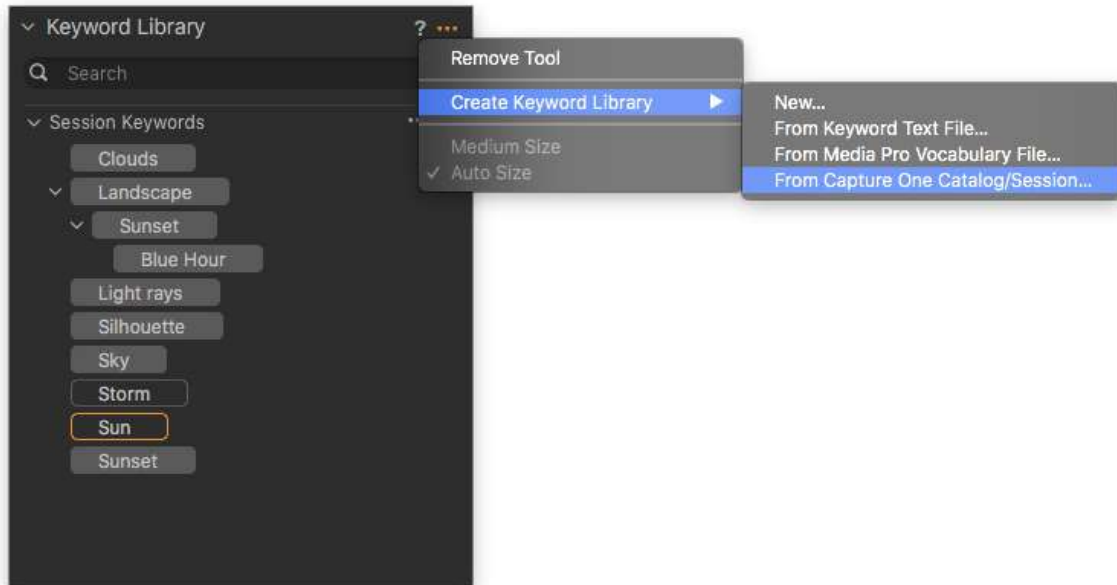 Keyword Library
?
Search
Session Keywords
Clouds
Landscape
Sunset
Blue Hour
Light rays
Silhouette
Sky
Storm
Sun
Sunset
Remove Tool
Create Keyword Library
Medium Size
✓ Auto Size
New...
From Keyword Text File...
From Media Pro Vocabulary File...
From Capture One Catalog/Session...